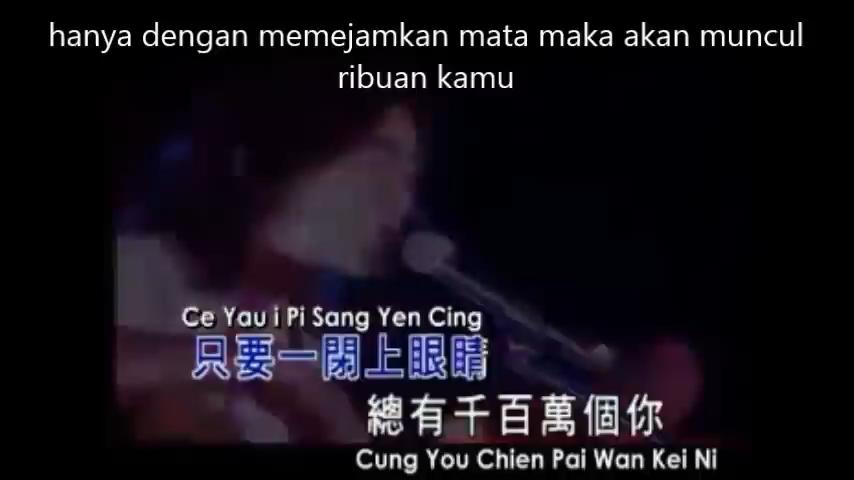 hanya dengan memejamkan mata maka akan muncul
ribuan kamu
Ce Yau i Pi Sang Yen Cing
只要一閉上眼睛
總有千百萬個你
Cung You Chien Pai Wan Kei Ni